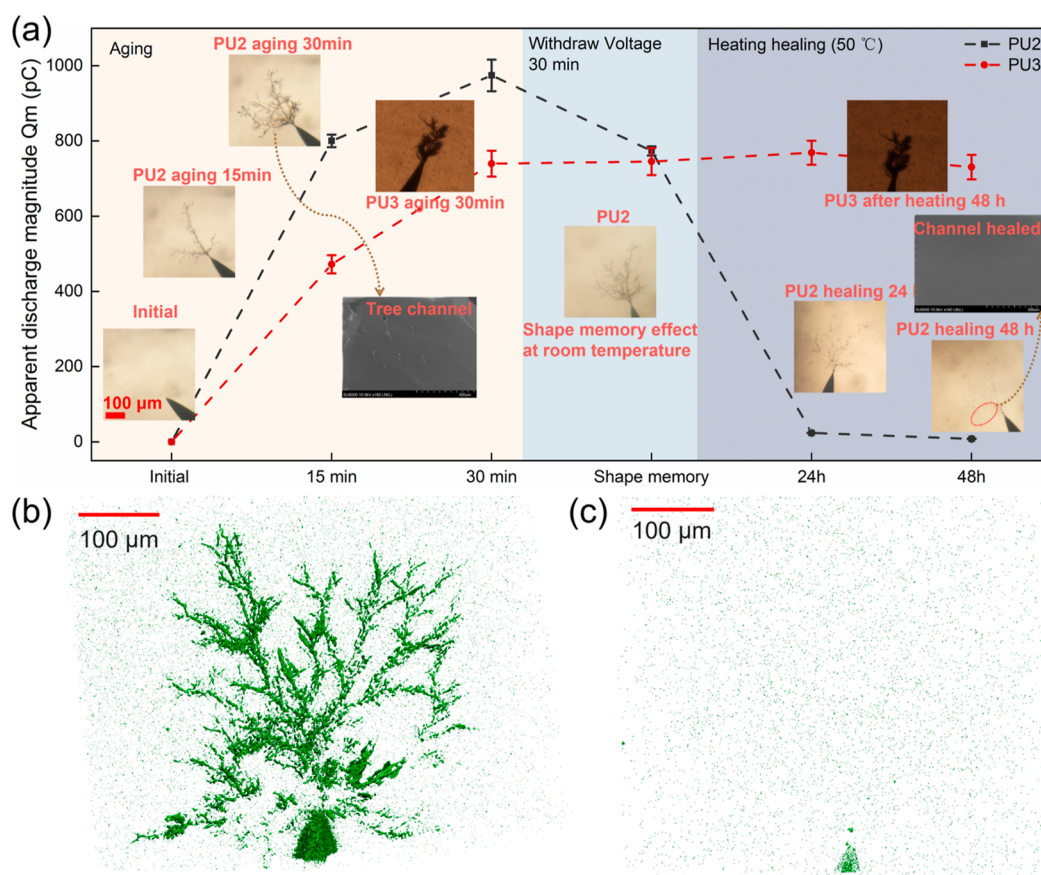 (a)
Aging
Withdraw Voltage
30 min
Heating healing (50 ℃)
PU2
PU3
Apparent discharge magnitude Qm (pC)
1000
800
600
400
200
0
PU2 aging 30min
PU2 aging 15min
PU3 aging 30min
Initial
100 μm
Tree channel
PU2
Shape memory effect
at room temperature
PU3 after heating 48 h
Channel healed
PU2 healing 24
PU2 healing 48 h
Initial
15 min
30 min
Shape memory
24h
48h
(b)
100 μm
(c)
100 μm